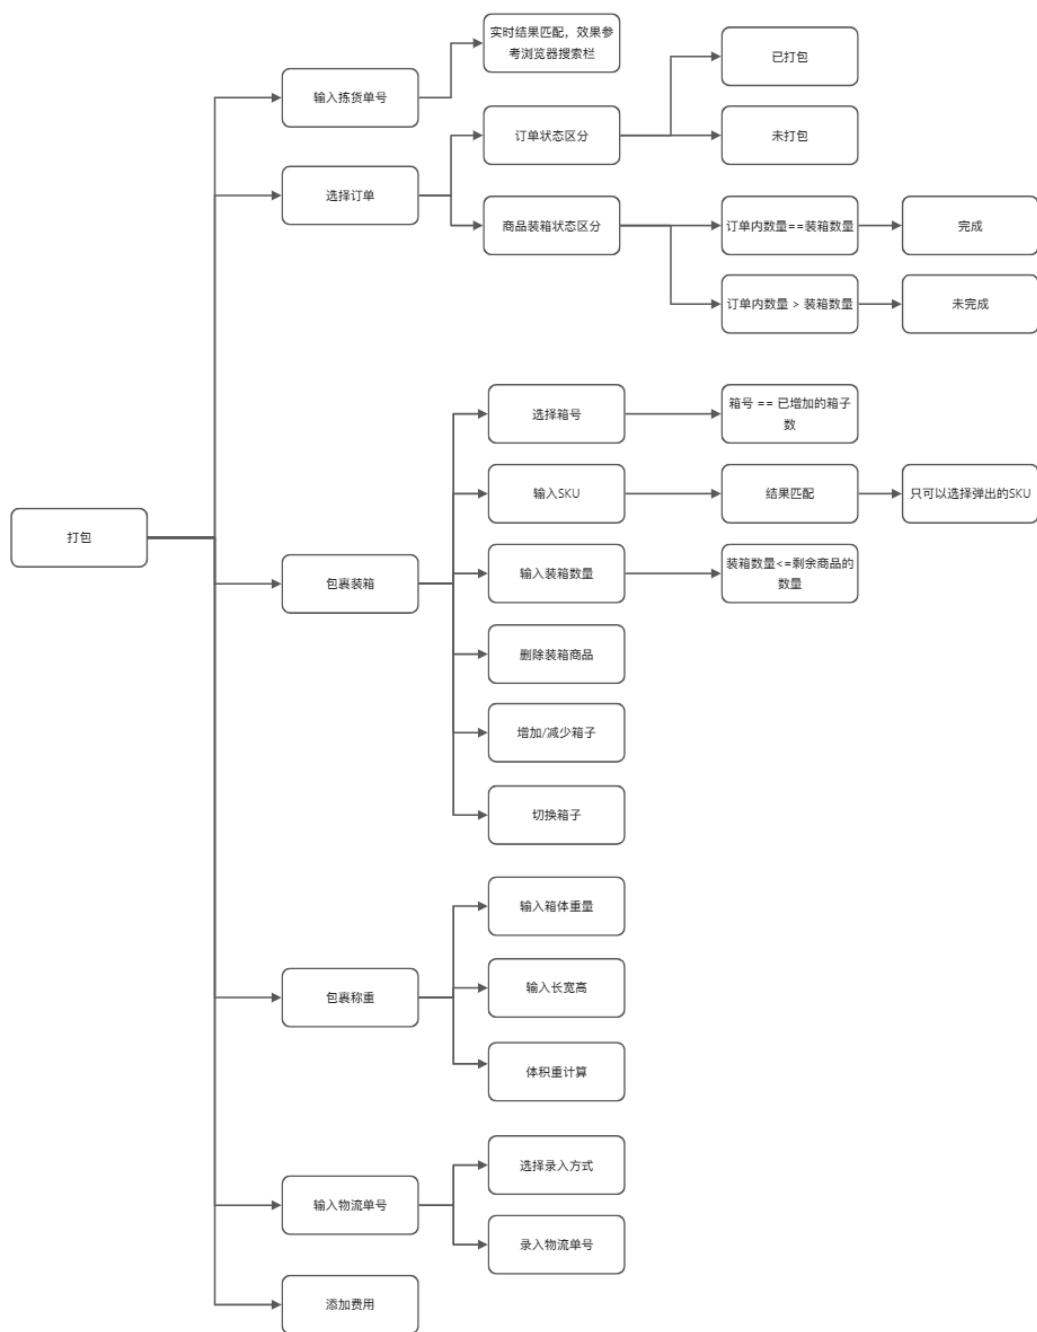 打包
输入拣货单号
实时结果匹配，效果参
考浏览器搜索栏
选择订单
订单状态区分
已打包
未打包
商品装箱状态区分
订单内数量==装箱数量
完成
订单内数量 > 装箱数量
未完成
包裹装箱
选择箱号
箱号 == 已增加的箱子
数
输入SKU
结果匹配
只可以选择弹出的SKU
输入装箱数量
装箱数量<=剩余商品的
数量
删除装箱商品
增加/减少箱子
切换箱子
包裹称重
输入箱体重量
输入长宽高
体积重计算
输入物流单号
选择录入方式
录入物流单号
添加费用